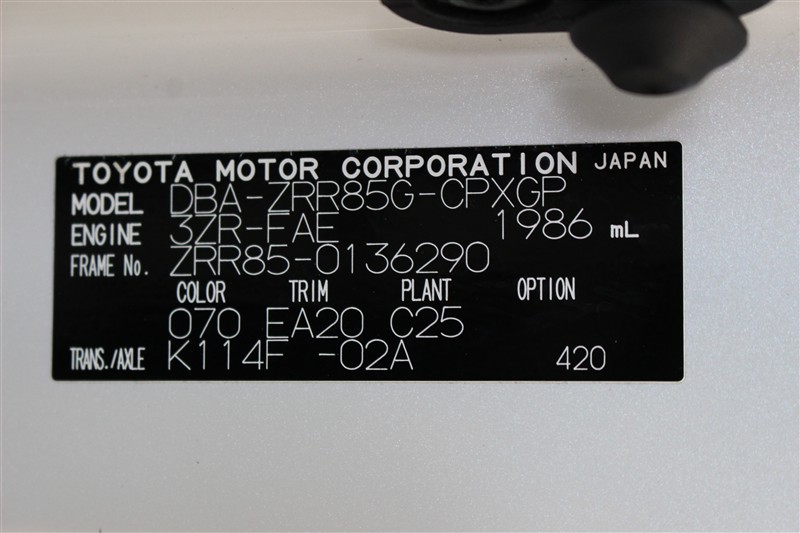 TOYOTA MOTOR CORPORATION JAPAN
MODEL DBA-ZRR85G-CPXGP
ENGINE 3ZR-FAE 1986 mL
FRAME No. ZRR85-0136290
COLOR TRIM PLANT OPTION
070 EA20 C25
TRANS./AXLE K114F -02A 420